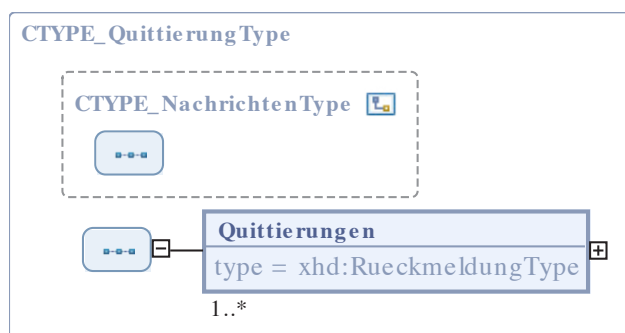 CTYPE_QuittierungType
CTYPE_NachrichtenType
Quittierungen
type = xhd:RueckmeldungType
1..*